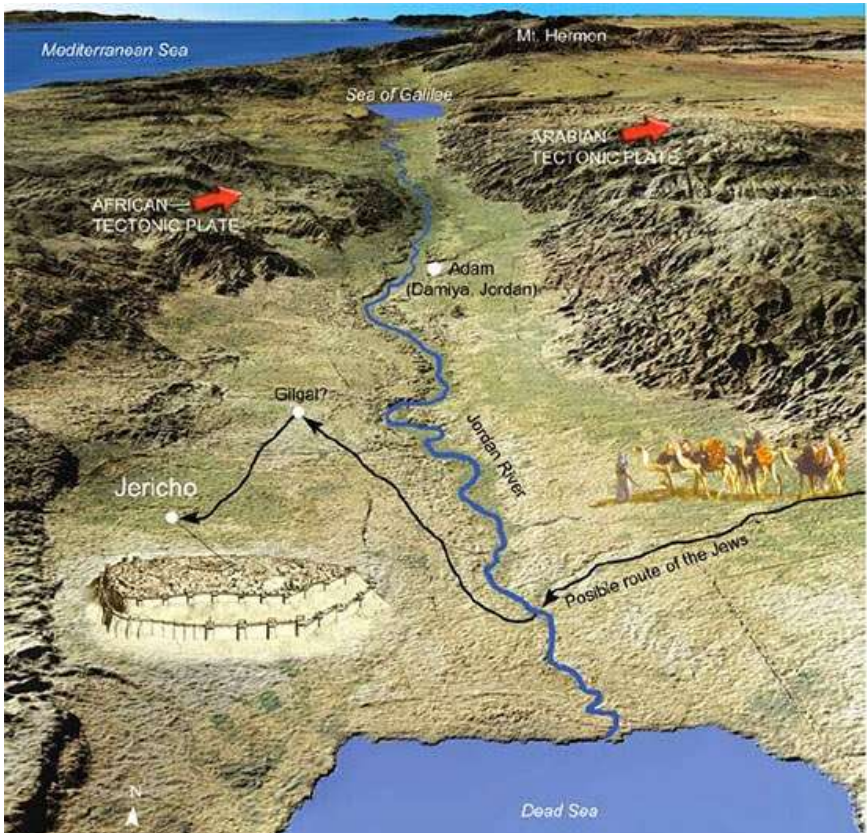 Mediterranean Sea
Mt. Hermon
Sea of Galilae
ARABIAN
TECTONIC PLATE
AFRICAN
TECTONIC PLATE
Adam
(Damiya, Jordan)
Gilgal?
Jordan River
Jericho
Posible route of the Jews
N
Dead Sea